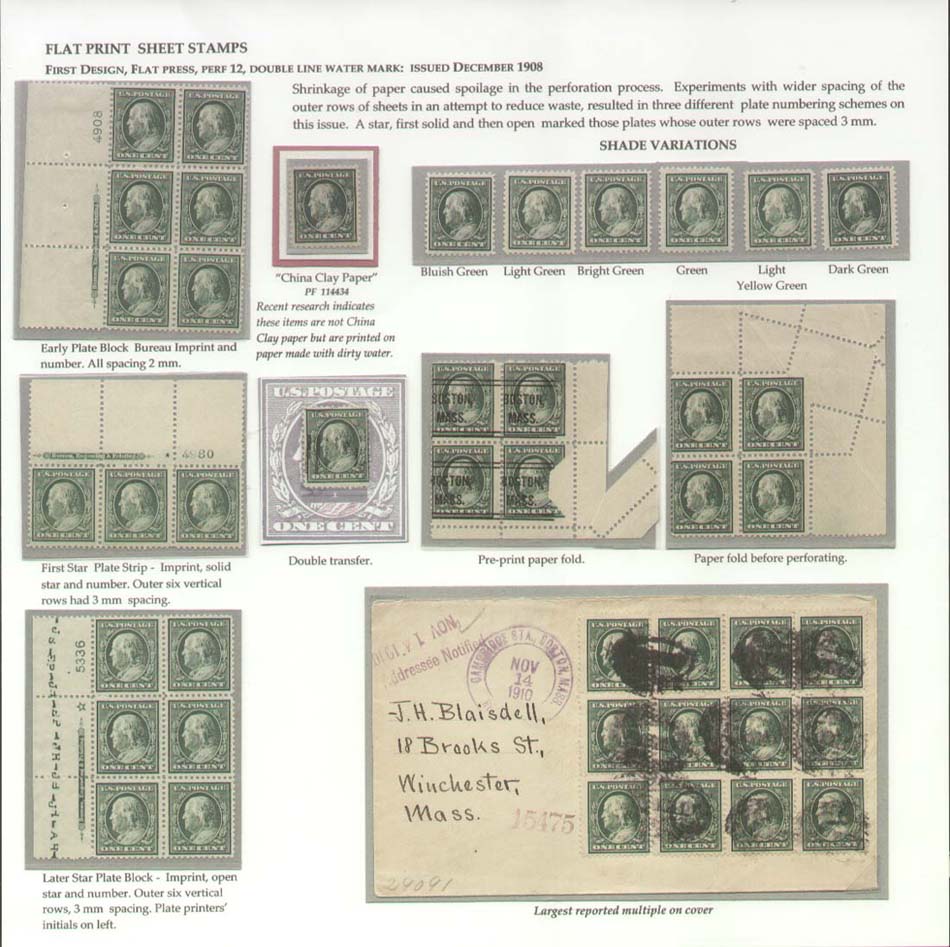 FLAT PRINT SHEET STAMPS
FIRST DESIGN, FLAT PRESS, PERF 12, DOUBLE LINE WATER MARK: ISSUED DECEMBER 1908
Shrinkage of paper caused spoilage in the perforation process. Experiments with wider spacing of the
outer rows of sheets in an attempt to reduce waste, resulted in three different plate numbering schemes on
this issue. A star, first solid and then open marked those plates whose outer rows were spaced 3 mm.
SHADE VARIATIONS
4908
U.S. POSTAGE
ONE CENT
"China Clay Paper"
PF 114434
Recent research indicates
these items are not China
Clay paper but are printed on
paper made with dirty water.
Bluish Green
Light Green
Bright Green
Green
Light
Yellow Green
Dark Green
Early Plate Block Bureau Imprint and
number. All spacing 2 mm.
4980
U.S. POSTAGE
ONE CENT
First Star Plate Strip - Imprint, solid
star and number. Outer six vertical
rows had 3 mm spacing.
U.S. POSTAGE
ONE CENT
Double transfer.
BOSTON,
MASS.
BOSTON,
MASS.
BOSTON,
MASS.
BOSTON,
MASS.
Pre-print paper fold.
Paper fold before perforating.
5336
Later Star Plate Block - Imprint, open
star and number. Outer six vertical
rows, 3 mm spacing. Plate printers'
initials on left.
NOV 14 1910
Addressee Notified
CAMBRIDGE STA., BOSTON, MASS.
NOV
14
1910
J.H. Blaisdell,
18 Brooks St.,
Winchester,
Mass.
15475
29091
Largest reported multiple on cover